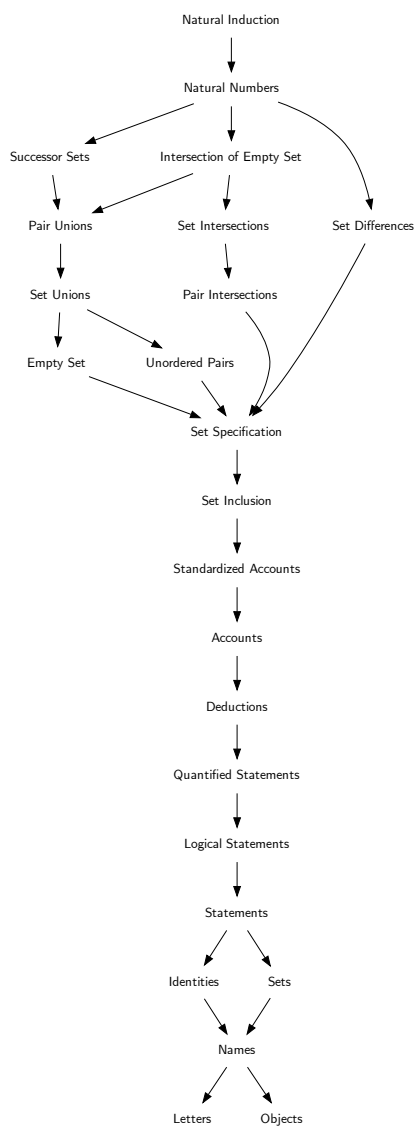 Natural Induction
Natural Numbers
Successor Sets
Intersection of Empty Set
Pair Unions
Set Intersections
Set Differences
Set Unions
Pair Intersections
Empty Set
Unordered Pairs
Set Specification
Set Inclusion
Standardized Accounts
Accounts
Deductions
Quantified Statements
Logical Statements
Statements
Identities
Sets
Names
Letters
Objects